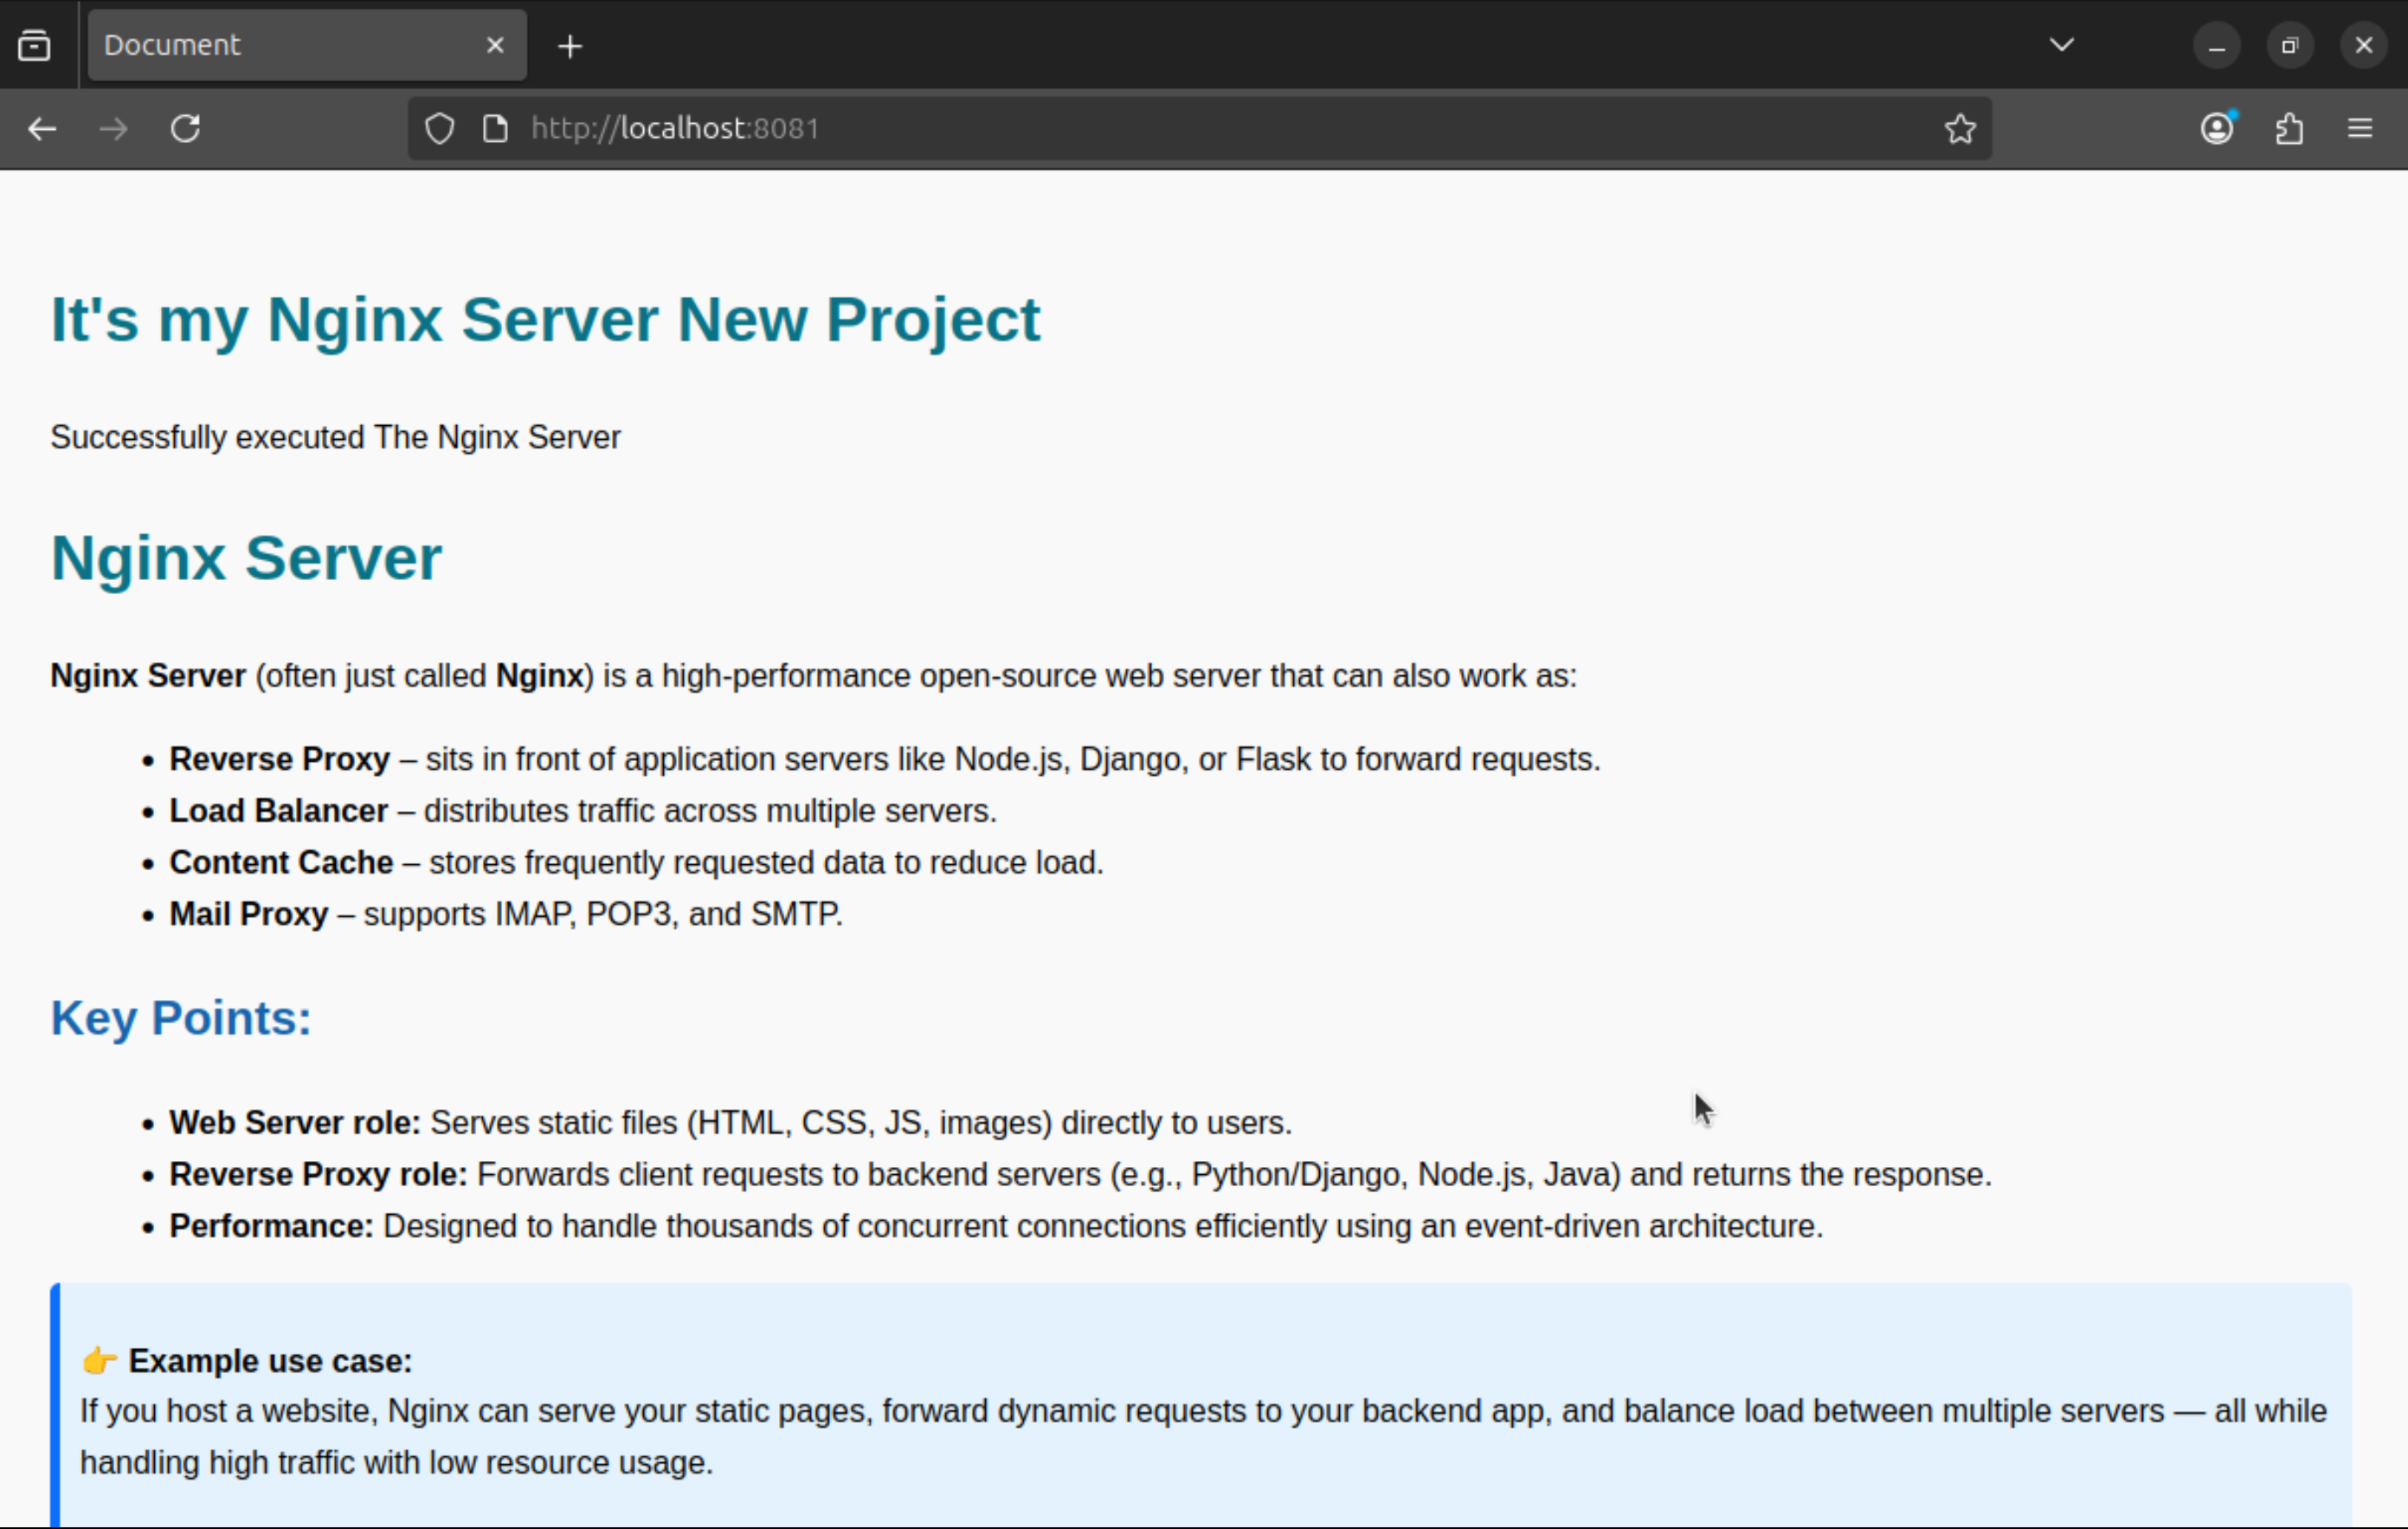 Document
http://localhost:8081
It's my Nginx Server New Project
Successfully executed The Nginx Server
Nginx Server
Nginx Server (often just called Nginx) is a high-performance open-source web server that can also work as:
• Reverse Proxy – sits in front of application servers like Node.js, Django, or Flask to forward requests.
• Load Balancer – distributes traffic across multiple servers.
• Content Cache – stores frequently requested data to reduce load.
• Mail Proxy – supports IMAP, POP3, and SMTP.
Key Points:
• Web Server role: Serves static files (HTML, CSS, JS, images) directly to users.
• Reverse Proxy role: Forwards client requests to backend servers (e.g., Python/Django, Node.js, Java) and returns the response.
• Performance: Designed to handle thousands of concurrent connections efficiently using an event-driven architecture.
👉 Example use case:
If you host a website, Nginx can serve your static pages, forward dynamic requests to your backend app, and balance load between multiple servers — all while
handling high traffic with low resource usage.